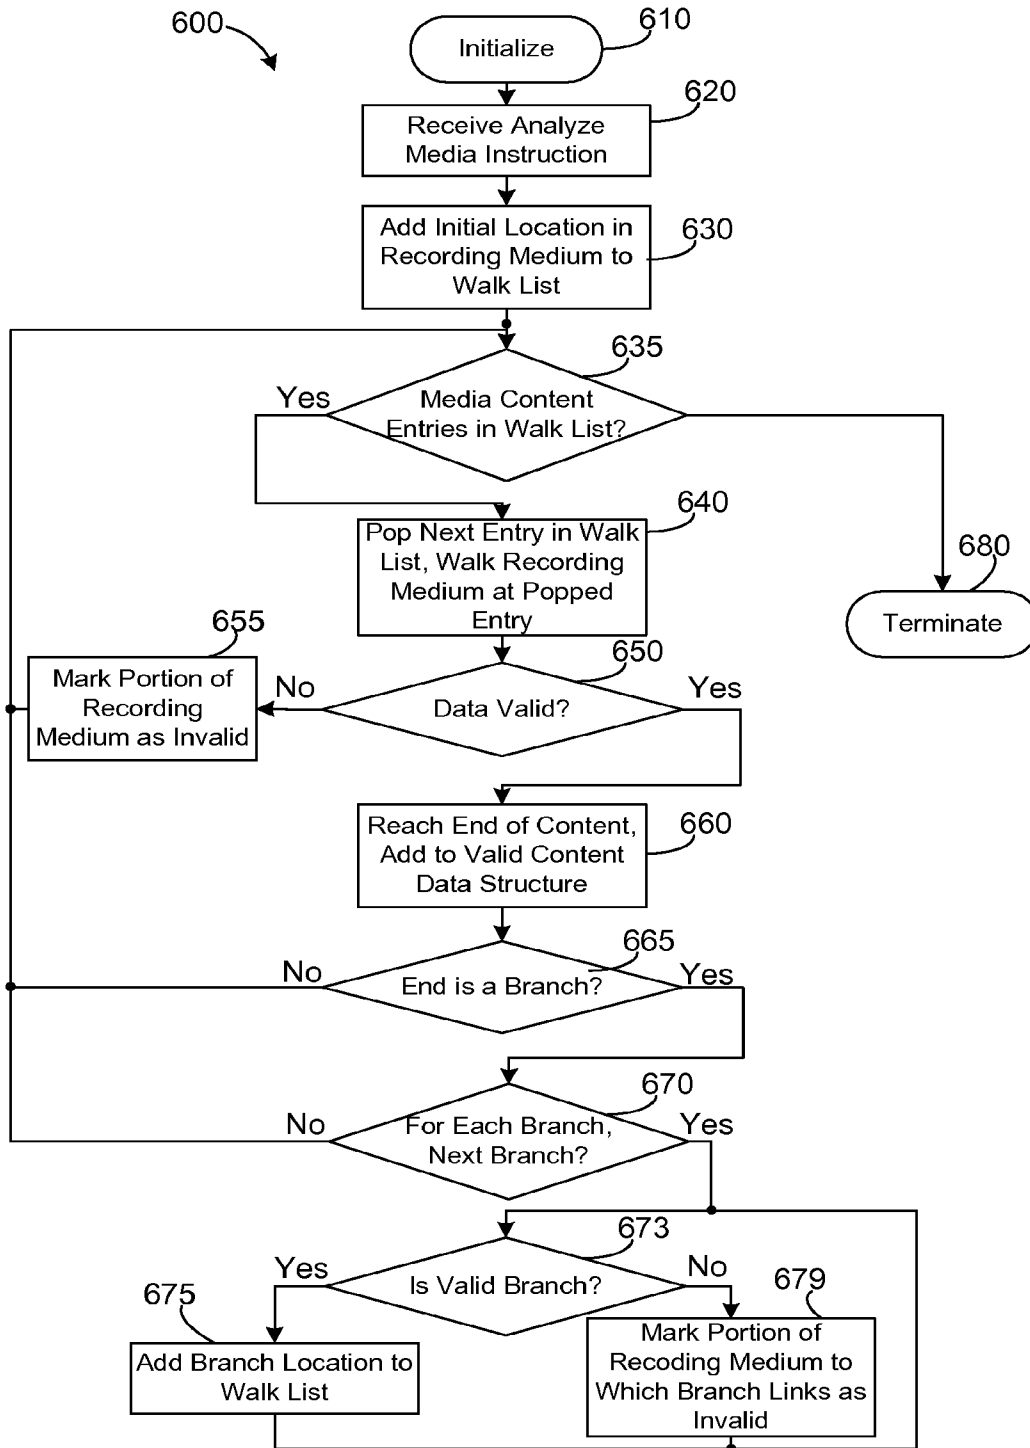 600
610
Initialize
620
Receive Analyze
Media Instruction
630
Add Initial Location in
Recording Medium to
Walk List
635
Yes
Media Content
Entries in Walk List?
640
Pop Next Entry in Walk
List, Walk Recording
Medium at Popped
Entry
680
Terminate
655
Mark Portion of
Recording
Medium as Invalid
650
No
Data Valid?
Yes
660
Reach End of Content,
Add to Valid Content
Data Structure
665
No
End is a Branch?
Yes
670
No
For Each Branch,
Next Branch?
Yes
673
Yes
Is Valid Branch?
No
675
Add Branch Location to
Walk List
679
Mark Portion of
Recoding Medium to
Which Branch Links as
Invalid